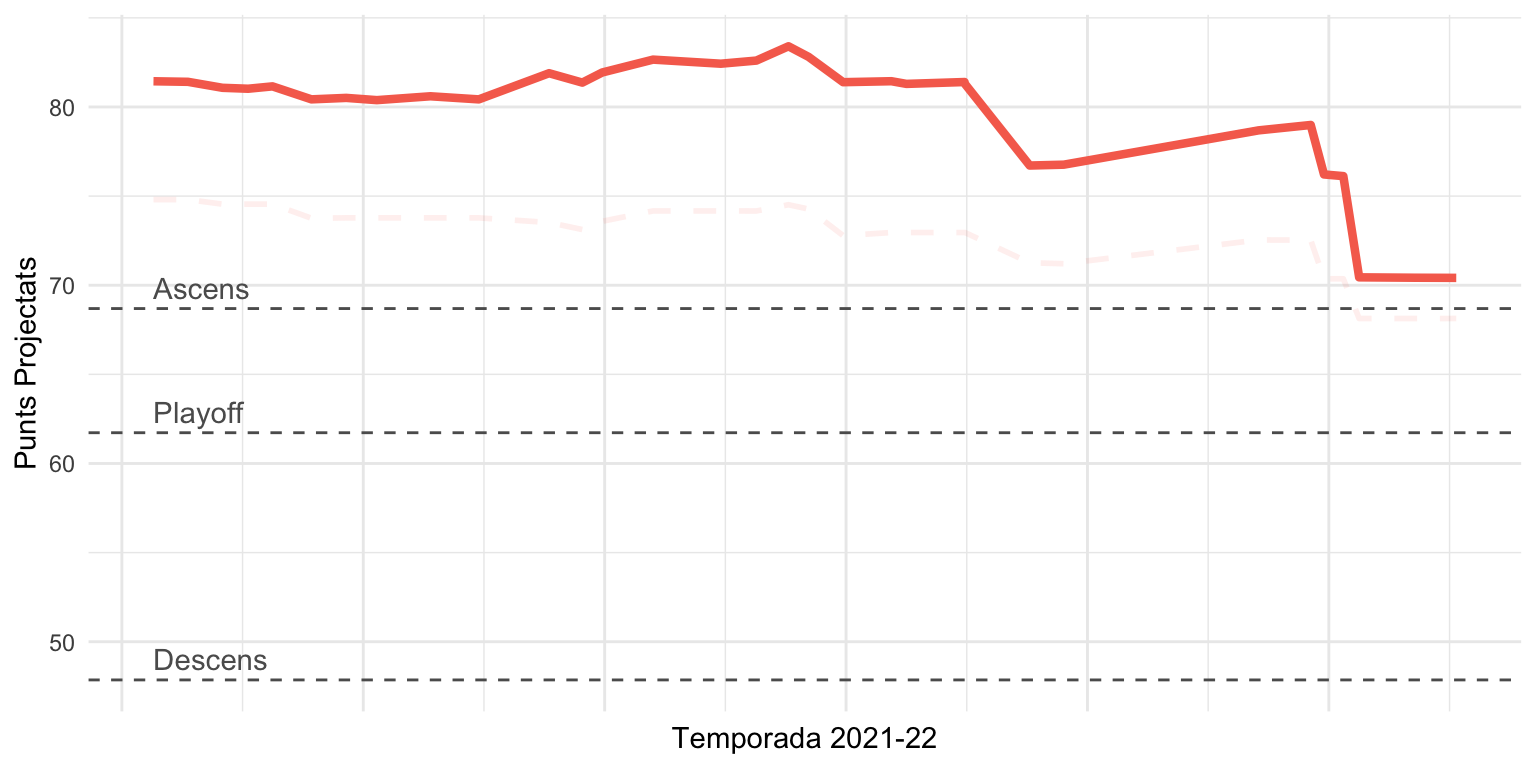 80
70
60
50
Ascens
Playoff
Descens
Punts Projectats
Temporada 2021-22